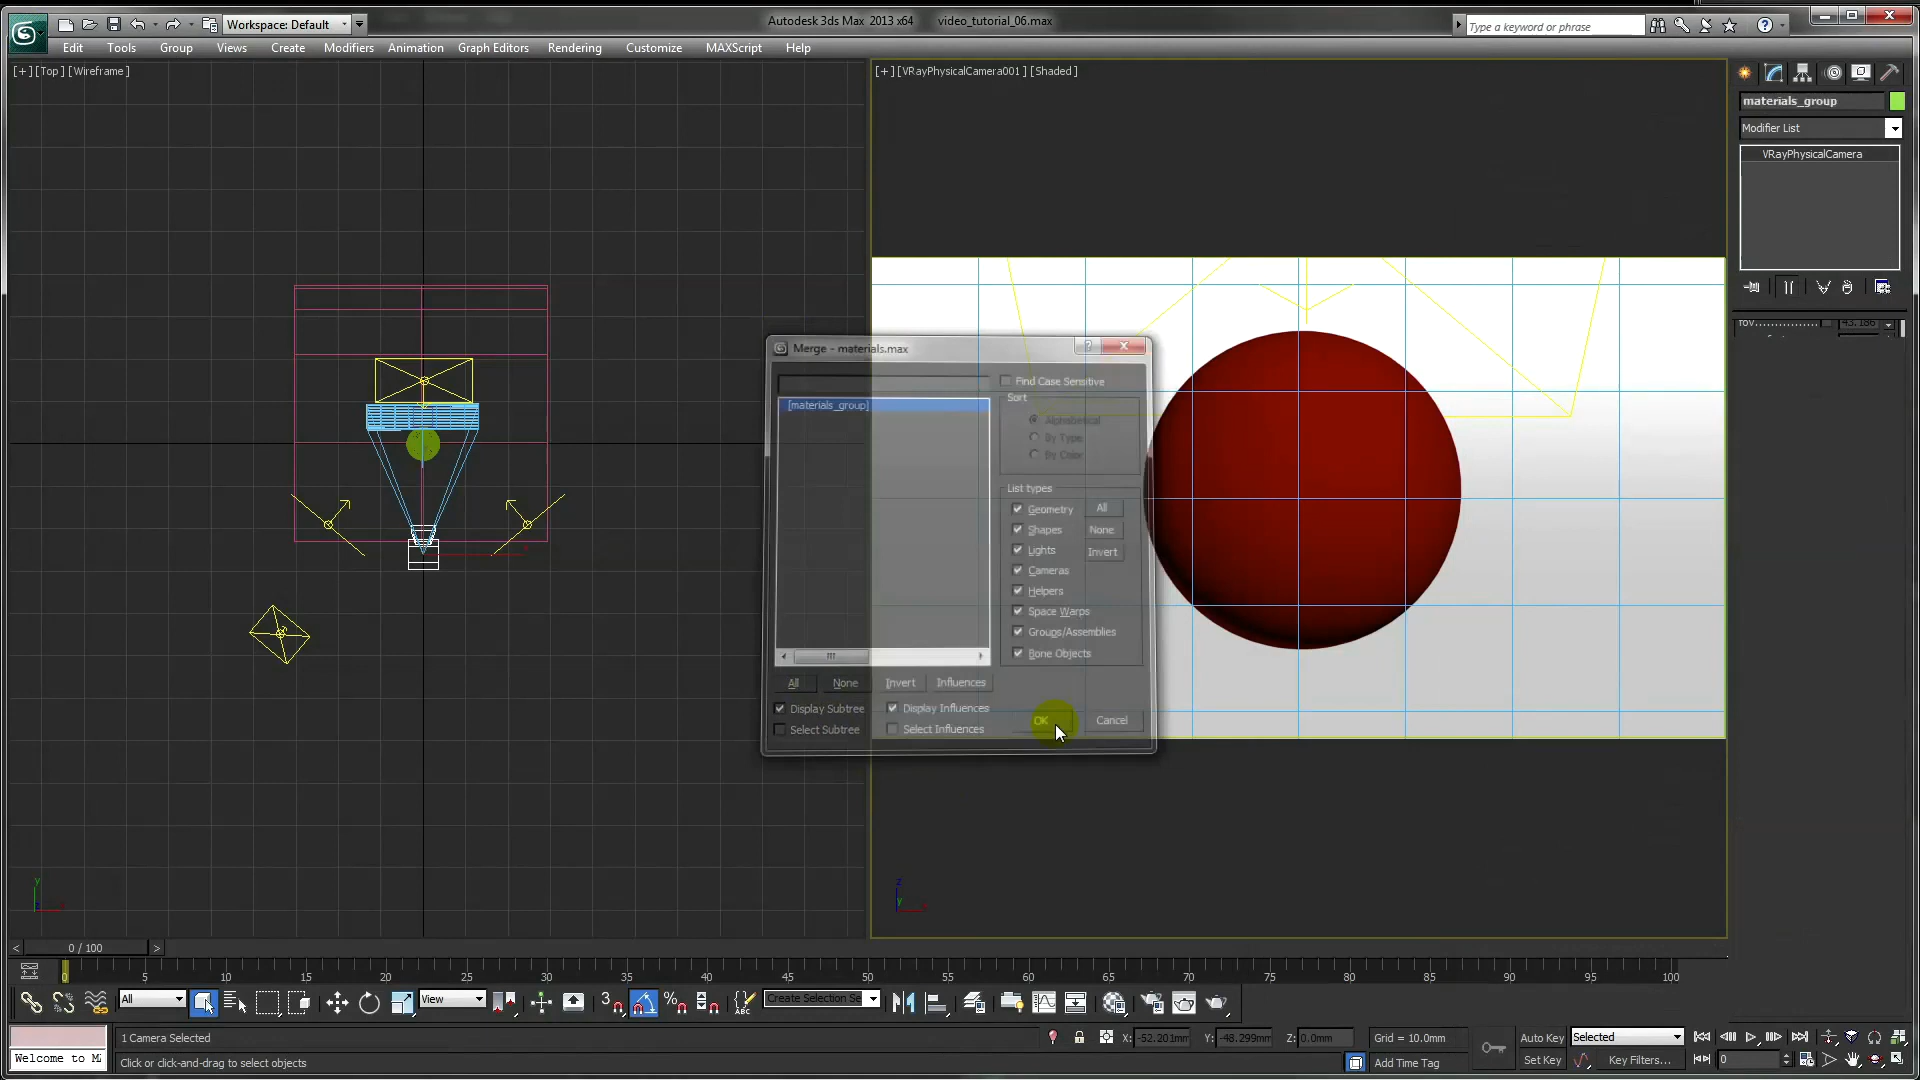 Workspace: Default
Autodesk 3ds Max 2013 x64 video_tutorial_06.max
Type a keyword or phrase
Edit Tools Group Views Create Modifiers Animation Graph Editors Rendering Customize MAXScript Help
[+][Top][Wireframe]
[+][VRayPhysicalCamera001][Shaded]
materials_group
Modifier List
VRayPhysicalCamera
fov
43.186
Merge - materials.max
Find Case Sensitive
[materials_group]
Sort
Alphabetical
By Type
By Color
List types
Geometry All
Shapes None
Lights Invert
Cameras
Helpers
Space Warps
Groups/Assemblies
Bone Objects
All None Invert Influences
Display Subtree Display Influences OK Cancel
Select Subtree Select Influences
y
z
y
< 0 / 100 >
0 5 10 15 20 25 30 35 40 45 50 55 60 65 70 75 80 85 90 95 100
All View 3 % ABC Create Selection Se
1 Camera Selected X: -52.201mm Y: -48.299mm Z: 0.0mm Grid = 10.0mm Auto Key Selected
Welcome to Click or click-and-drag to select objects Add Time Tag Set Key Key Filters... 0